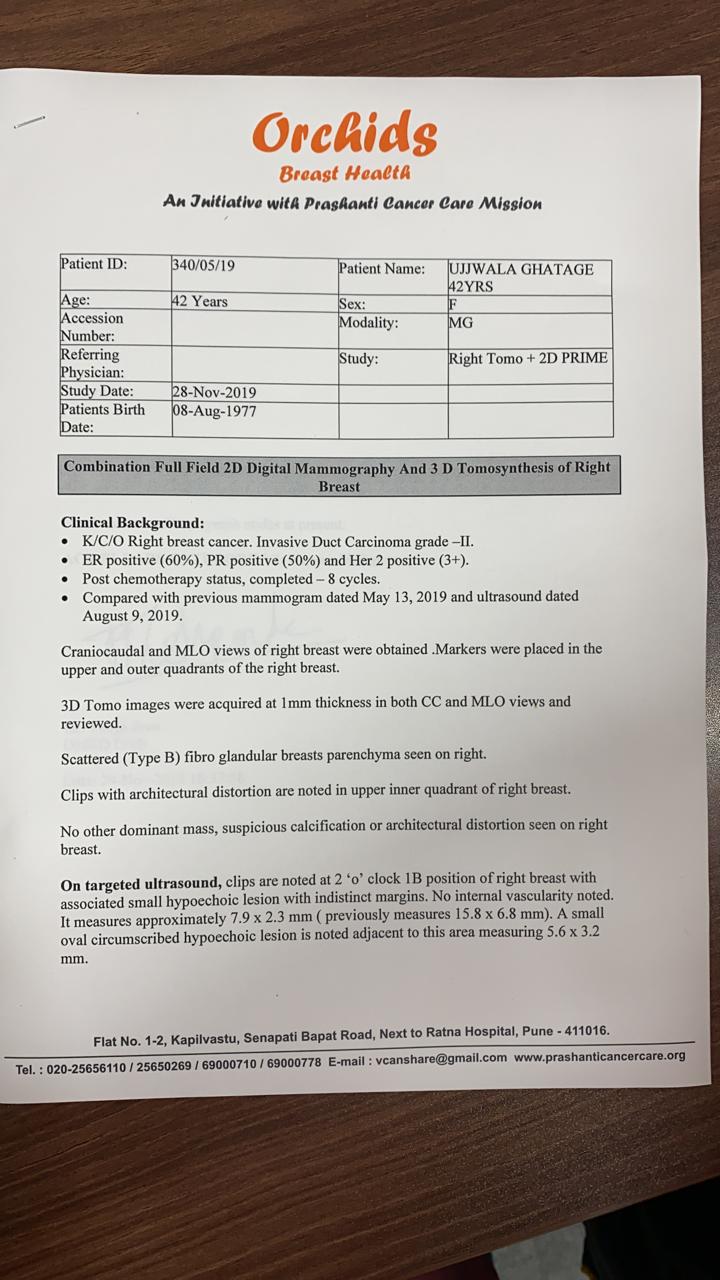 Orchids
Breast Health
An Initiative with Prashanti Cancer Care Mission
Patient ID: 340/05/19 Patient Name: UJJWALA GHATAGE
42YRS
Age: 42 Years Sex: F
Accession Modality: MG
Number:
Referring Study: Right Tomo + 2D PRIME
Physician:
Study Date: 28-Nov-2019
Patients Birth 08-Aug-1977
Date:
Combination Full Field 2D Digital Mammography And 3 D Tomosynthesis of Right
Breast
Clinical Background:
• K/C/O Right breast cancer. Invasive Duct Carcinoma grade –II.
• ER positive (60%), PR positive (50%) and Her 2 positive (3+).
• Post chemotherapy status, completed – 8 cycles.
• Compared with previous mammogram dated May 13, 2019 and ultrasound dated
August 9, 2019.
Craniocaudal and MLO views of right breast were obtained .Markers were placed in the
upper and outer quadrants of the right breast.
3D Tomo images were acquired at 1mm thickness in both CC and MLO views and
reviewed.
Scattered (Type B) fibro glandular breasts parenchyma seen on right.
Clips with architectural distortion are noted in upper inner quadrant of right breast.
No other dominant mass, suspicious calcification or architectural distortion seen on right
breast.
On targeted ultrasound, clips are noted at 2 ‘o’ clock 1B position of right breast with
associated small hypoechoic lesion with indistinct margins. No internal vascularity noted.
It measures approximately 7.9 x 2.3 mm ( previously measures 15.8 x 6.8 mm). A small
oval circumscribed hypoechoic lesion is noted adjacent to this area measuring 5.6 x 3.2
mm.
Flat No. 1-2, Kapilvastu, Senapati Bapat Road, Next to Ratna Hospital, Pune - 411016.
Tel. : 020-25656110 / 25650269 / 69000710 / 69000778 E-mail : vcanshare@gmail.com www.prashanticancercare.org